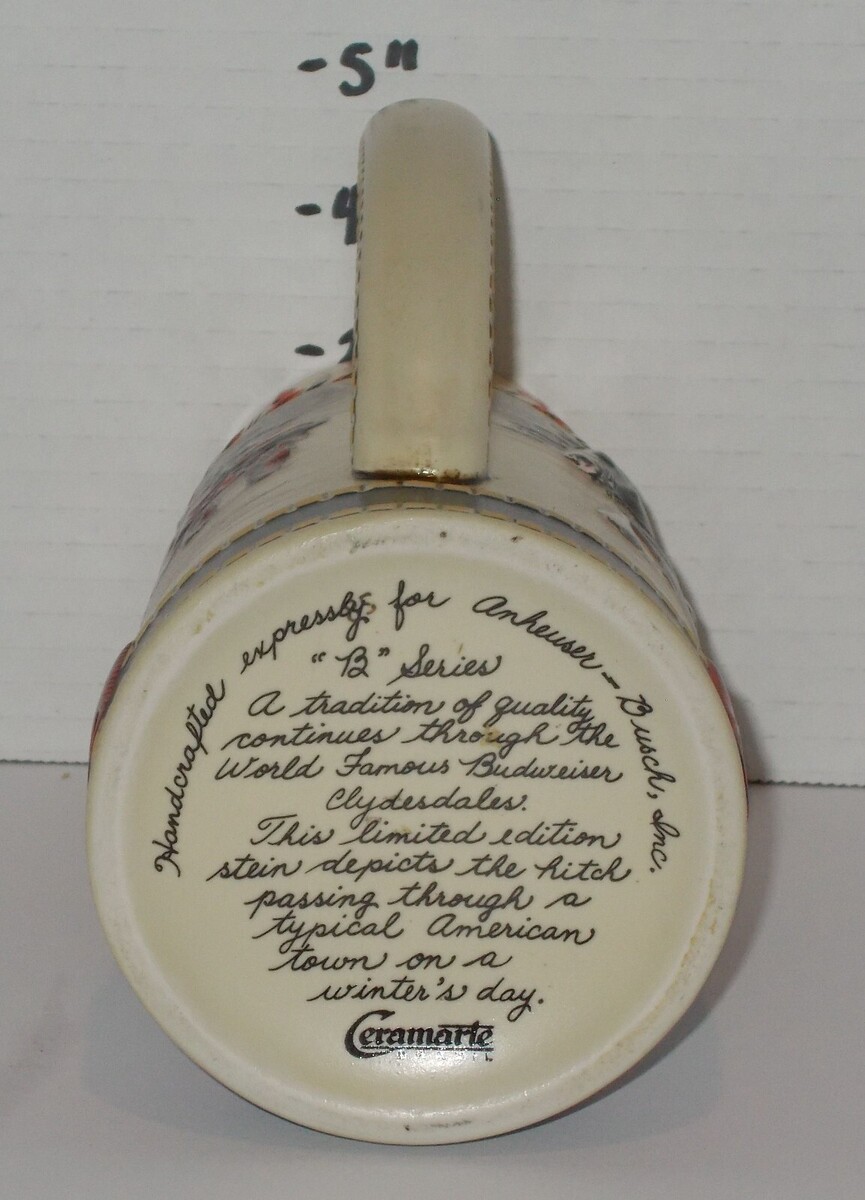 - 5"
- 4
-
Handcrafted expressly for Anheuser - Busch, Inc.
"B" Series
A tradition of quality
continues through the
World Famous Budweiser
Clydesdales.
This limited edition
stein depicts the hitch
passing through a
typical American
town on a
winter's day.
Ceramarte